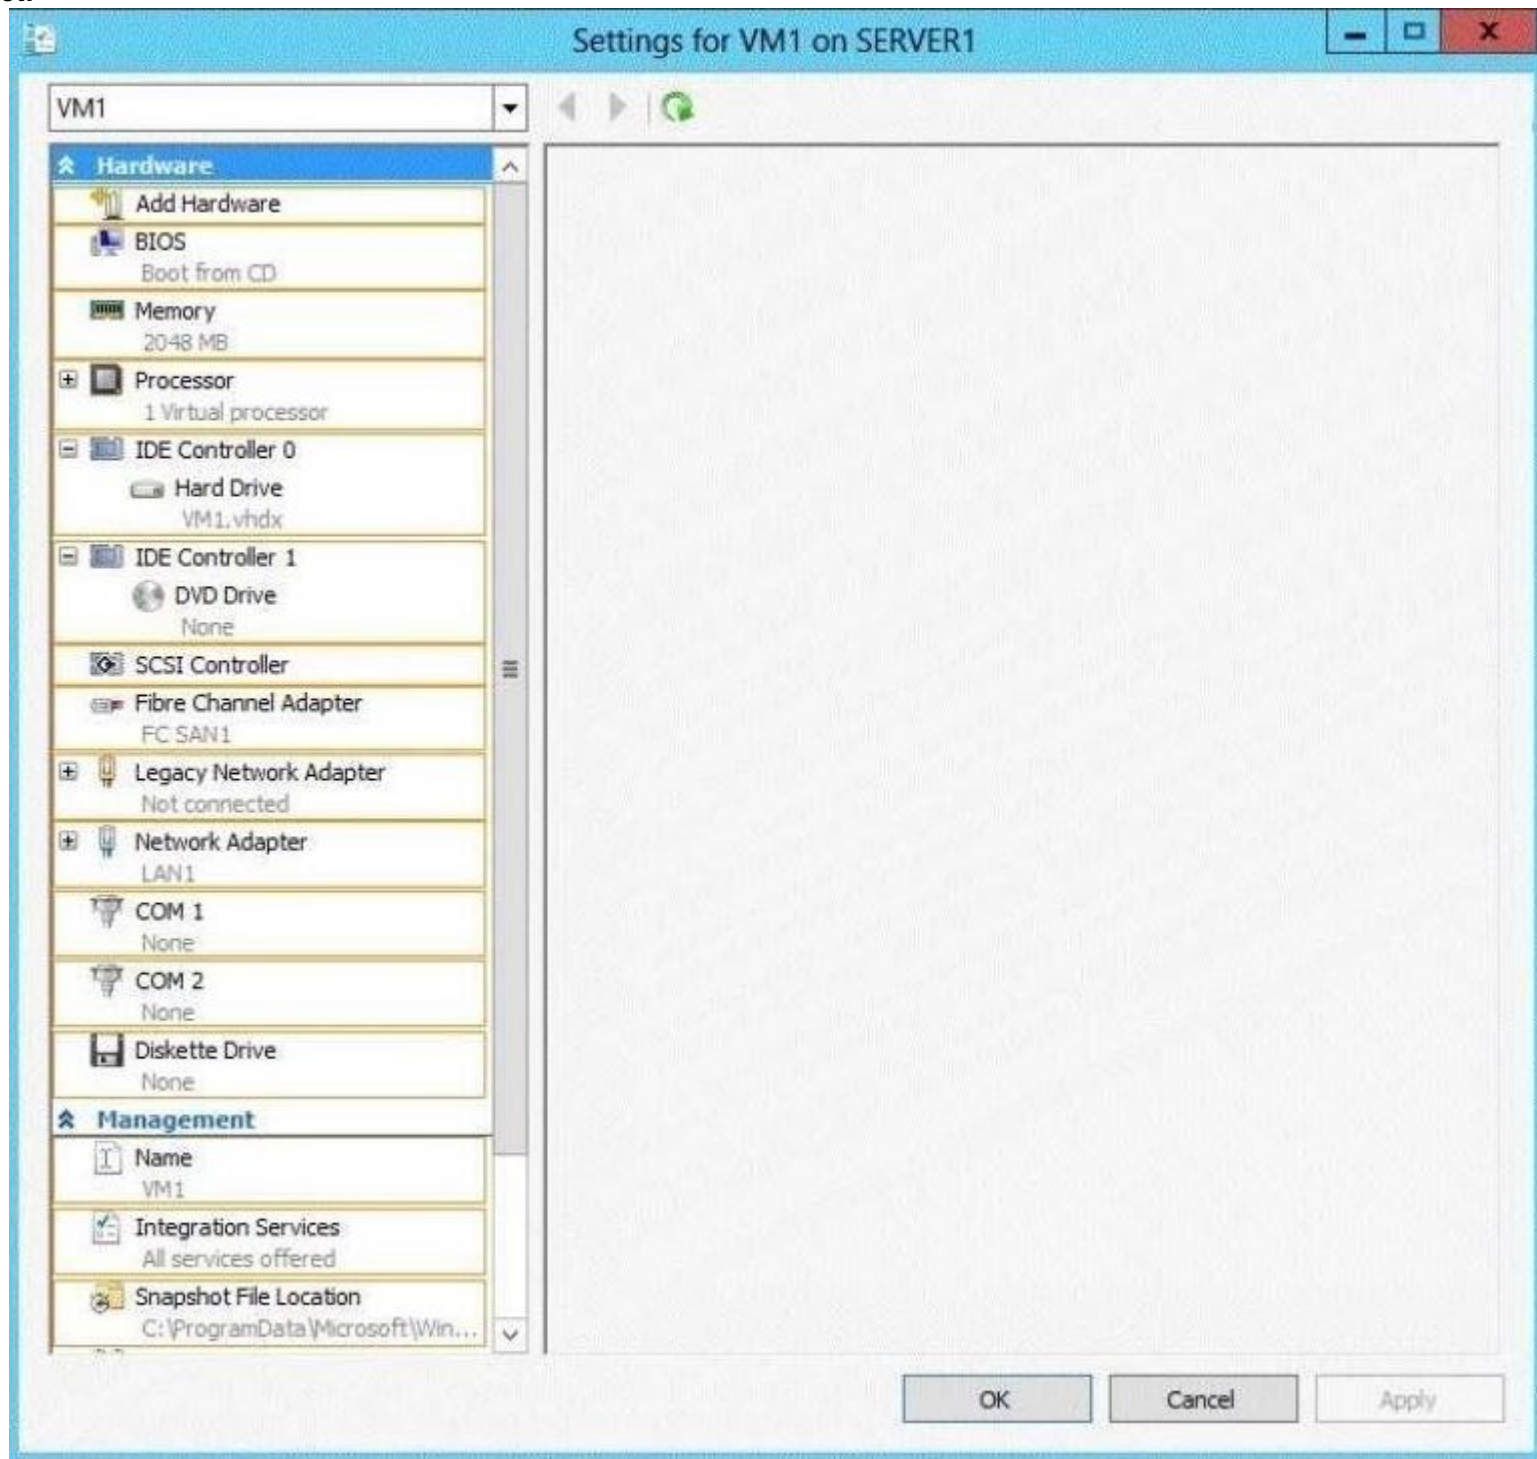 Settings for VM1 on SERVER1
VM1
Hardware
Add Hardware
BIOS
Boot from CD
Memory
2048 MB
Processor
1 Virtual processor
IDE Controller 0
Hard Drive
VM1.vhdx
IDE Controller 1
DVD Drive
None
SCSI Controller
Fibre Channel Adapter
FC SAN1
Legacy Network Adapter
Not connected
Network Adapter
LAN1
COM 1
None
COM 2
None
Diskette Drive
None
Management
Name
VM1
Integration Services
All services offered
Snapshot File Location
C:\ProgramData\Microsoft\Win...
OK
Cancel
Apply